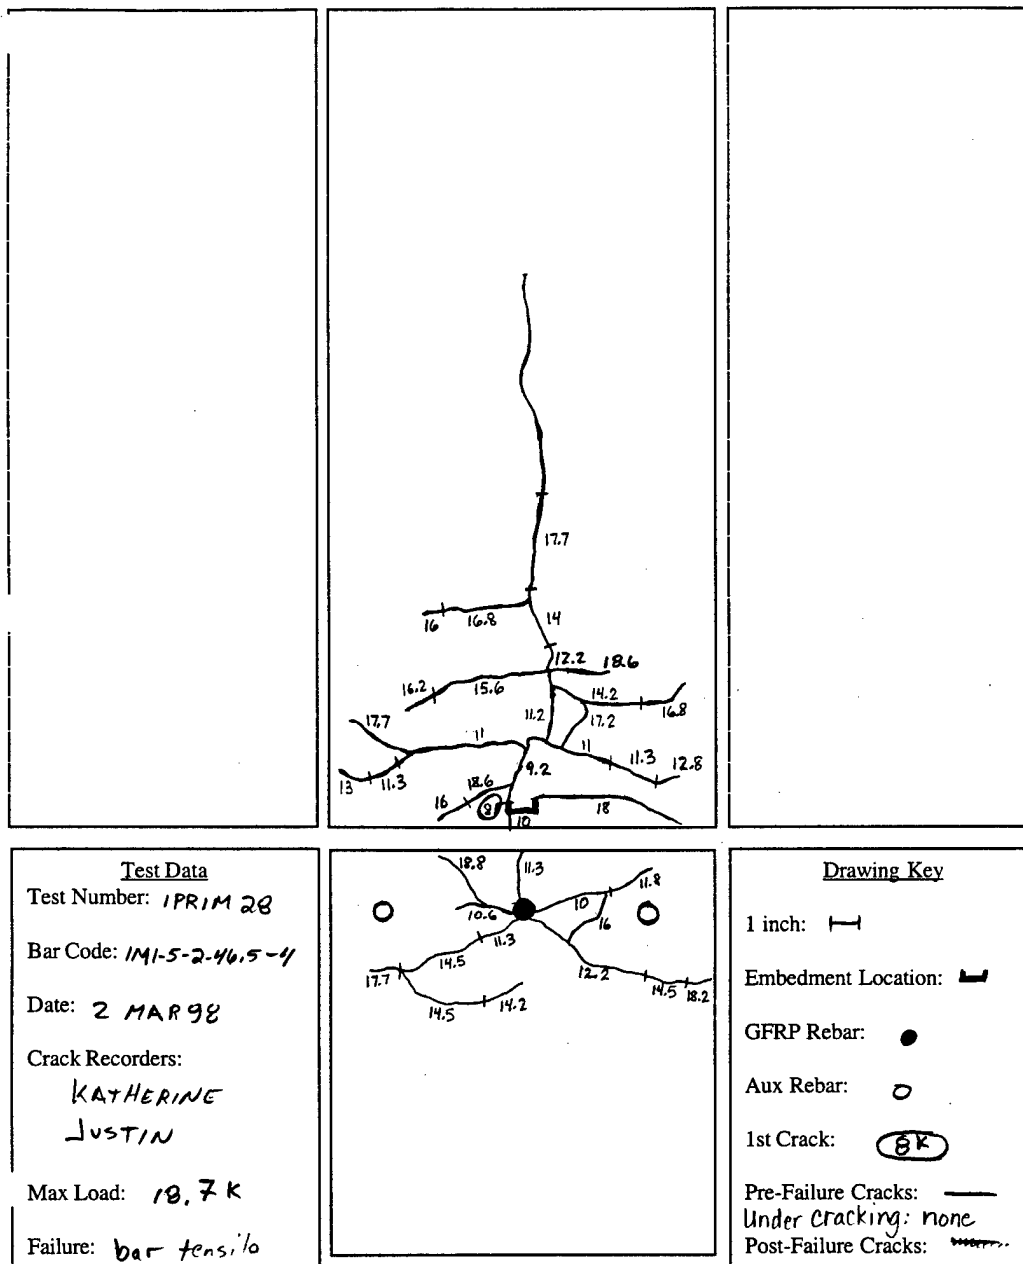 17.7
16
16.8
14
12.2
18.6
16.2
15.6
14.2
11.2
17.2
16.8
17.7
11
11
11.3
12.8
13
11.3
9.2
18.6
16
8
10
18
18.8
11.3
11.8
10.6
10
16
11.3
14.5
12.2
17.7
14.5
14.2
14.5
18.2
Test Data
Test Number: 1PRIM 28
Bar Code: IMI-5-2-46.5-4
Date: 2 MAR 98
Crack Recorders:
KATHERINE
JUSTIN
Max Load: 18.7 K
Failure: bar tensile
Drawing Key
1 inch:
Embedment Location:
GFRP Rebar:
Aux Rebar:
1st Crack: 8K
Pre-Failure Cracks:
Under cracking: none
Post-Failure Cracks: